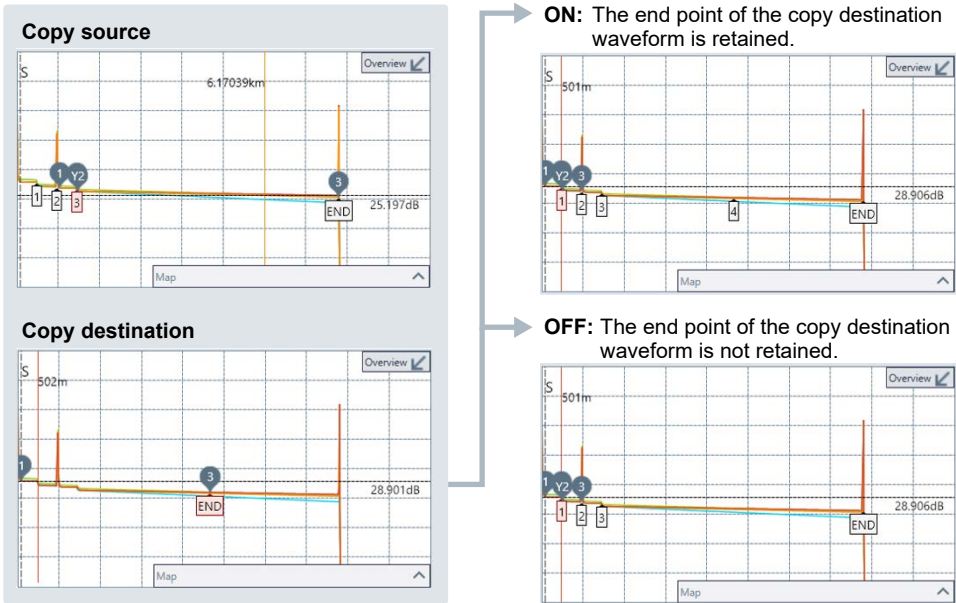 Copy source
Overview
S
6.17039km
1 Y2 3
1 2 3 END
25.197dB
Map
Copy destination
Overview
S
502m
1 3
END
28.901dB
Map
ON: The end point of the copy destination
waveform is retained.
Overview
S
501m
1 Y2 3
1 2 3 4 END
28.906dB
Map
OFF: The end point of the copy destination
waveform is not retained.
Overview
S
501m
1 Y2 3
1 2 3 END
28.906dB
Map